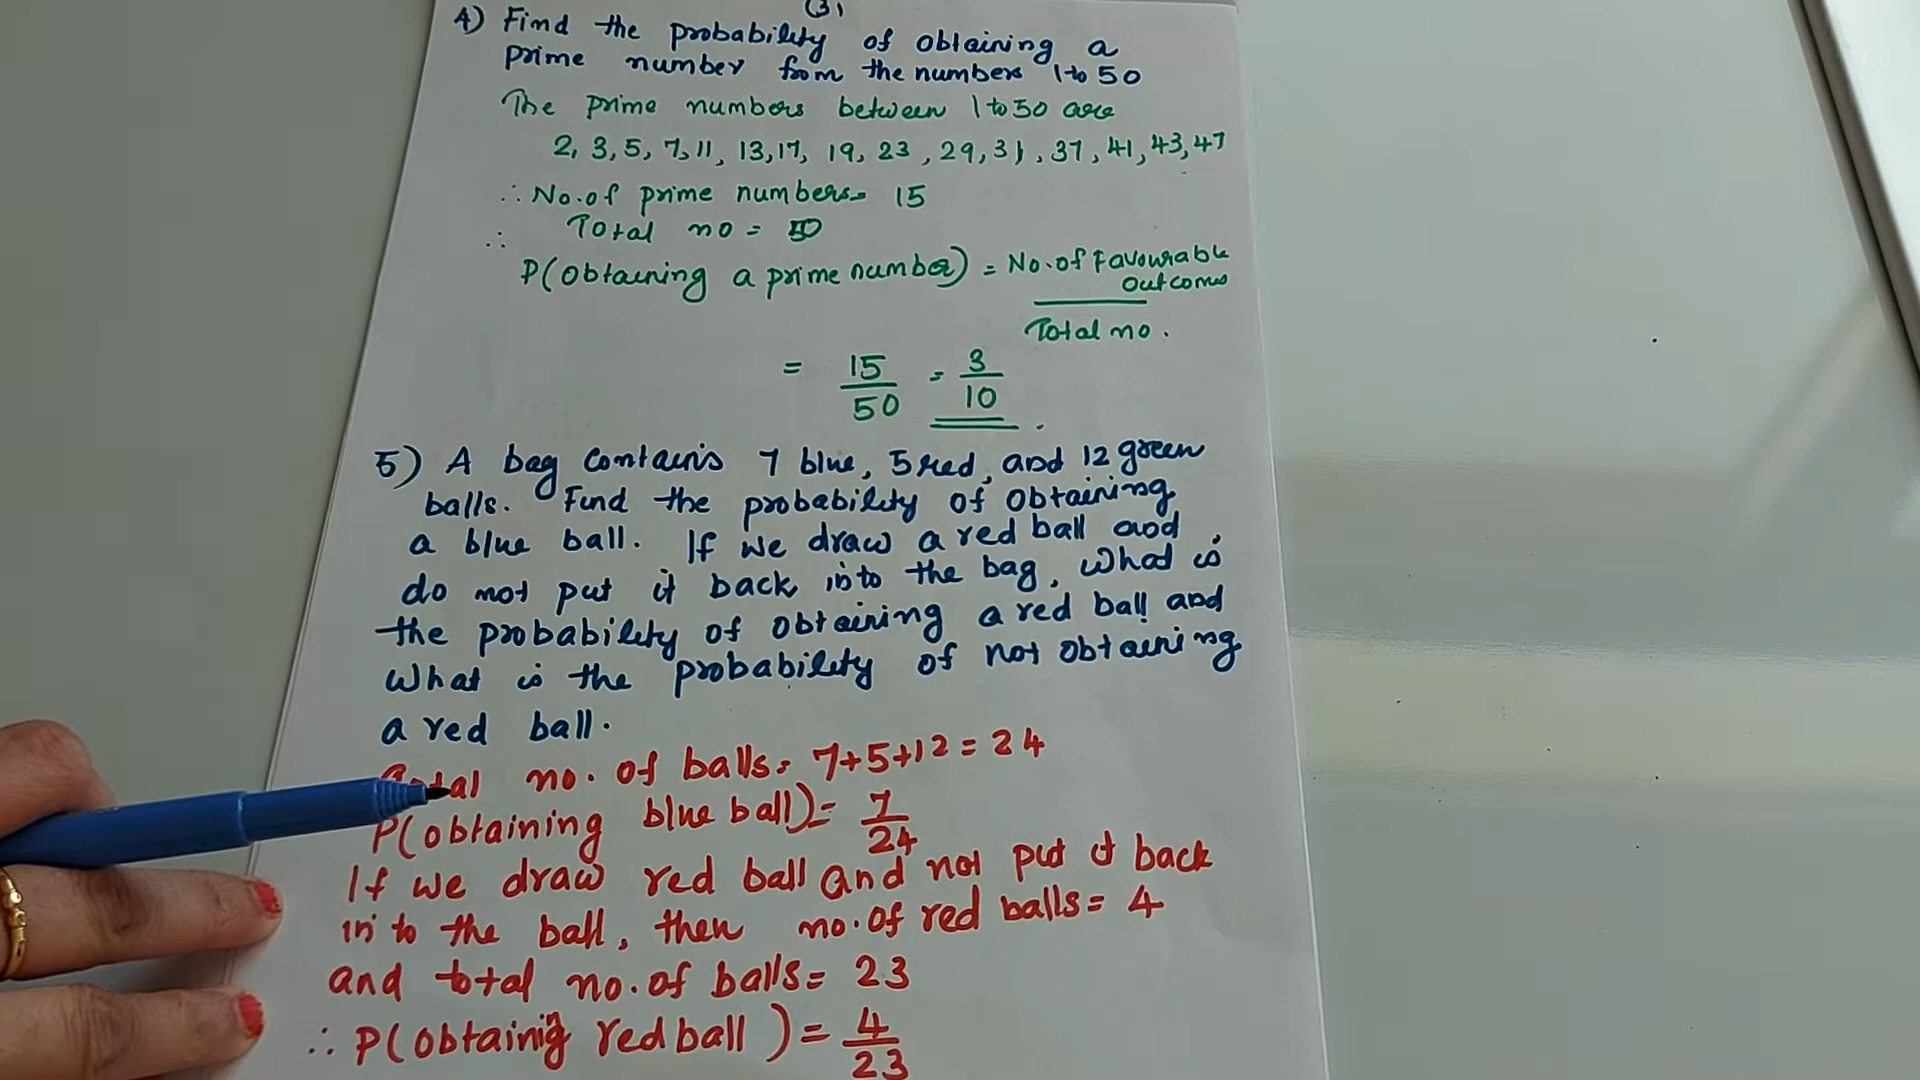 (3)
4) Find the probability of obtaining a
prime number from the numbers 1 to 50
The prime numbers between 1 to 50 are
2, 3, 5, 7, 11, 13, 17, 19, 23, 29, 31, 37, 41, 43, 47
∴ No. of prime numbers = 15
∴ Total no = 50
P(obtaining a prime number) = No. of Favourable outcoms
Total no.
= 15/50 = 3/10
5) A bag contains 7 blue, 5 red, and 12 green
balls. Find the probability of obtaining
a blue ball. If we draw a red ball and
do not put it back into the bag, what is
the probability of obtaining a red ball and
what is the probability of not obtaening
a red ball.
Total no. of balls = 7+5+12 = 24
P(obtaining blue ball) = 7/24
If we draw red ball and not put it back
in to the ball, then no. of red balls = 4
and total no. of balls = 23
∴ P(obtainig red ball) = 4/23